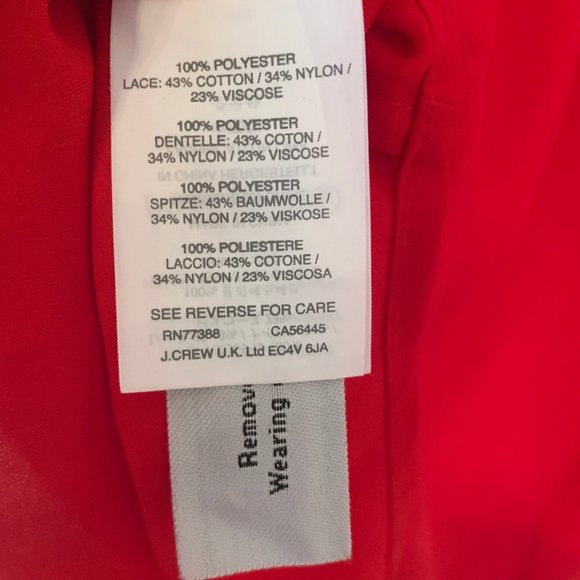 100% POLYESTER
LACE: 43% COTTON / 34% NYLON /
23% VISCOSE
100% POLYESTER
DENTELLE: 43% COTON /
34% NYLON / 23% VISCOSE
100% POLYESTER
SPITZE: 43% BAUMWOLLE /
34% NYLON / 23% VISKOSE
100% POLIESTERE
LACCIO: 43% COTONE /
34% NYLON / 23% VISCOSA
SEE REVERSE FOR CARE
RN77388 CA56445
J.CREW U.K. Ltd EC4V 6JA
Wearing